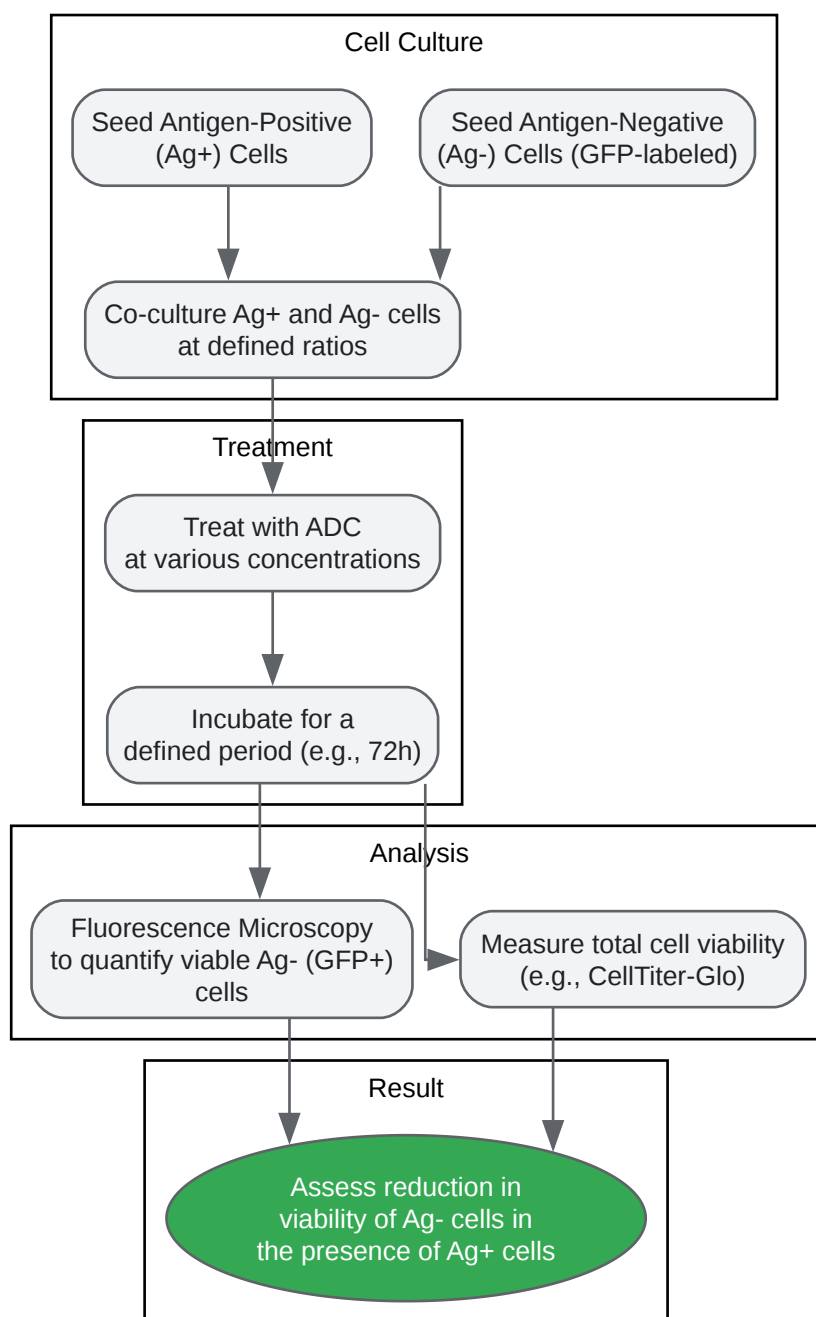 Cell Culture
Seed Antigen-Positive
(Ag+) Cells
Seed Antigen-Negative
(Ag-) Cells (GFP-labeled)
Co-culture Ag+ and Ag- cells
at defined ratios
Treatment
Treat with ADC
at various concentrations
Incubate for a
defined period (e.g., 72h)
Analysis
Fluorescence Microscopy
to quantify viable Ag- (GFP+)
cells
Measure total cell viability
(e.g., CellTiter-Glo)
Result
Assess reduction in
viability of Ag- cells in
the presence of Ag+ cells